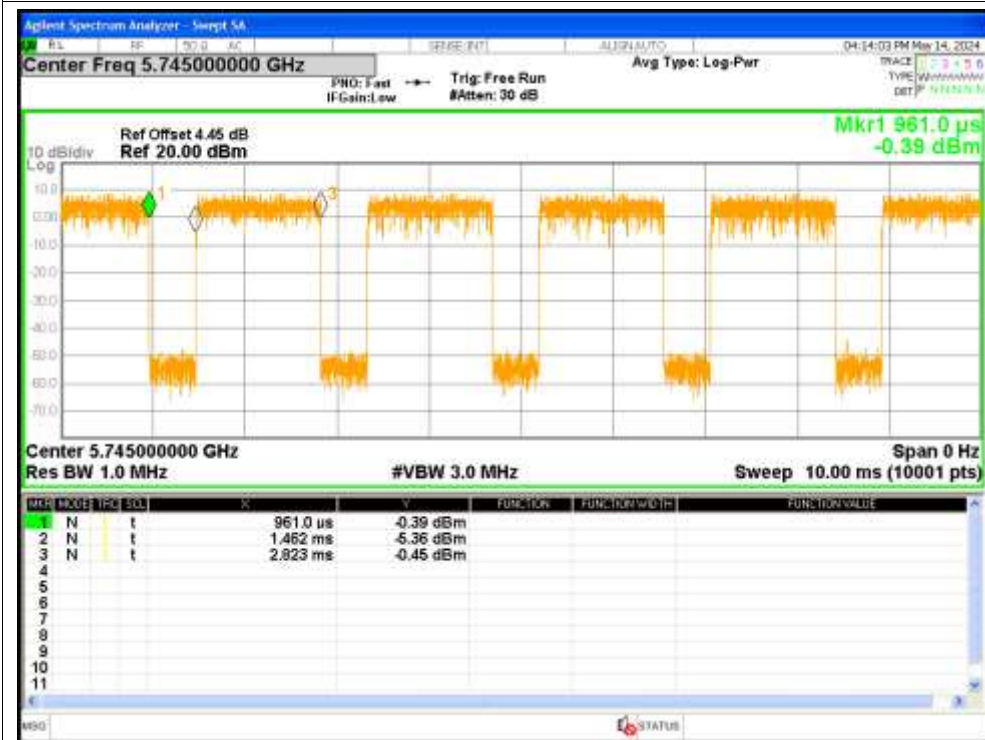 Agilent Spectrum Analyzer - Swept SA
RL RF 50 Ω AC SENSE:INT ALIGNAUTO 04:14:03 PM May 14, 2024
Center Freq 5.745000000 GHz
PNO: Fast
IFGain:Low
Trig: Free Run
#Atten: 30 dB
Avg Type: Log-Pwr
TRACE 1 2 3 4 5 6
TYPE
DET P N N N N N
Mkr1 961.0 µs
-0.39 dBm
Ref Offset 4.45 dB
10 dB/div Ref 20.00 dBm
Log
10.0
0.00
-10.0
-20.0
-30.0
-40.0
-50.0
-60.0
-70.0
1
3
Center 5.745000000 GHz Span 0 Hz
Res BW 1.0 MHz #VBW 3.0 MHz Sweep 10.00 ms (10001 pts)
MKR MODE TRC SCL X Y FUNCTION FUNCTION WIDTH FUNCTION VALUE
1 N t 961.0 µs -0.39 dBm
2 N t 1.462 ms -5.36 dBm
3 N t 2.823 ms -0.45 dBm
4
5
6
7
8
9
10
11
MSG STATUS